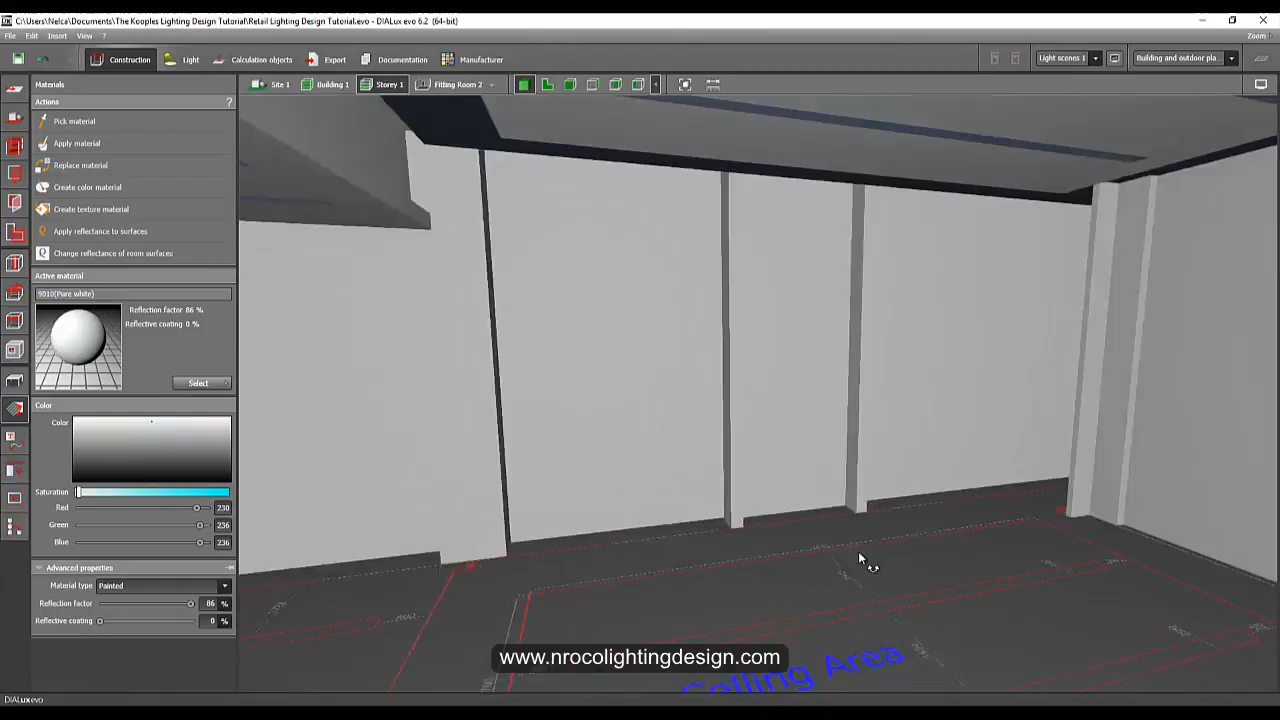 C:\Users\Nelca\Documents\The Kooples Lighting Design Tutorial\Retail Lighting Design Tutorial.evo - DIALux evo 6.2 (64-bit)
File Edit Insert View ? Zoom
Construction Light Calculation objects Export Documentation Manufacturer Light scenes 1 Building and outdoor pla...
Materials Site 1 Building 1 Storey 1 Fitting Room 2
Actions ?
Pick material
Apply material
Replace material
Create color material
Create texture material
Apply reflectance to surfaces
Change reflectance of room surfaces
Active material
9010(Pure white)
Reflection factor 86 %
Reflective coating 0 %
Select
Color
Color
Saturation
Red 230
Green 236
Blue 236
Advanced properties
Material type Painted
Reflection factor 86 %
Reflective coating 0 %
www.nrocolightingdesign.com
Selling Area
DIALux evo